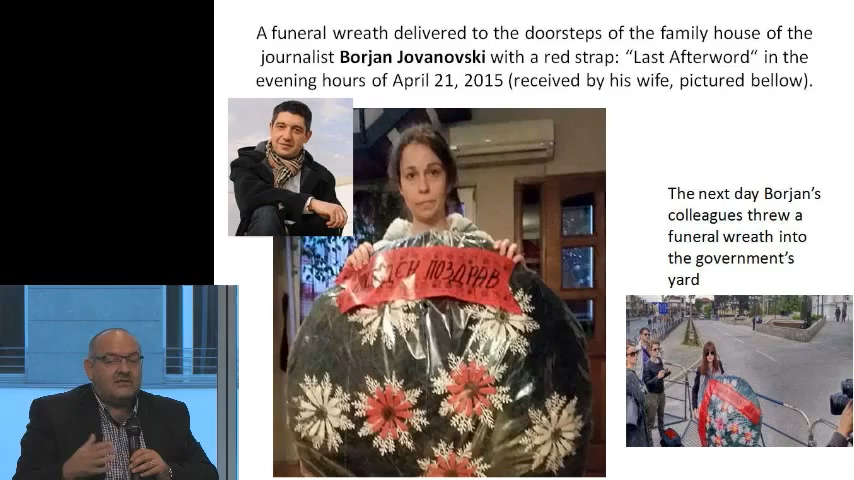 A funeral wreath delivered to the doorsteps of the family house of the
journalist Borjan Jovanovski with a red strap: “Last Afterword“ in the
evening hours of April 21, 2015 (received by his wife, pictured bellow).
ПОЗДРАВ
The next day Borjan’s
colleagues threw a
funeral wreath into
the government’s
yard